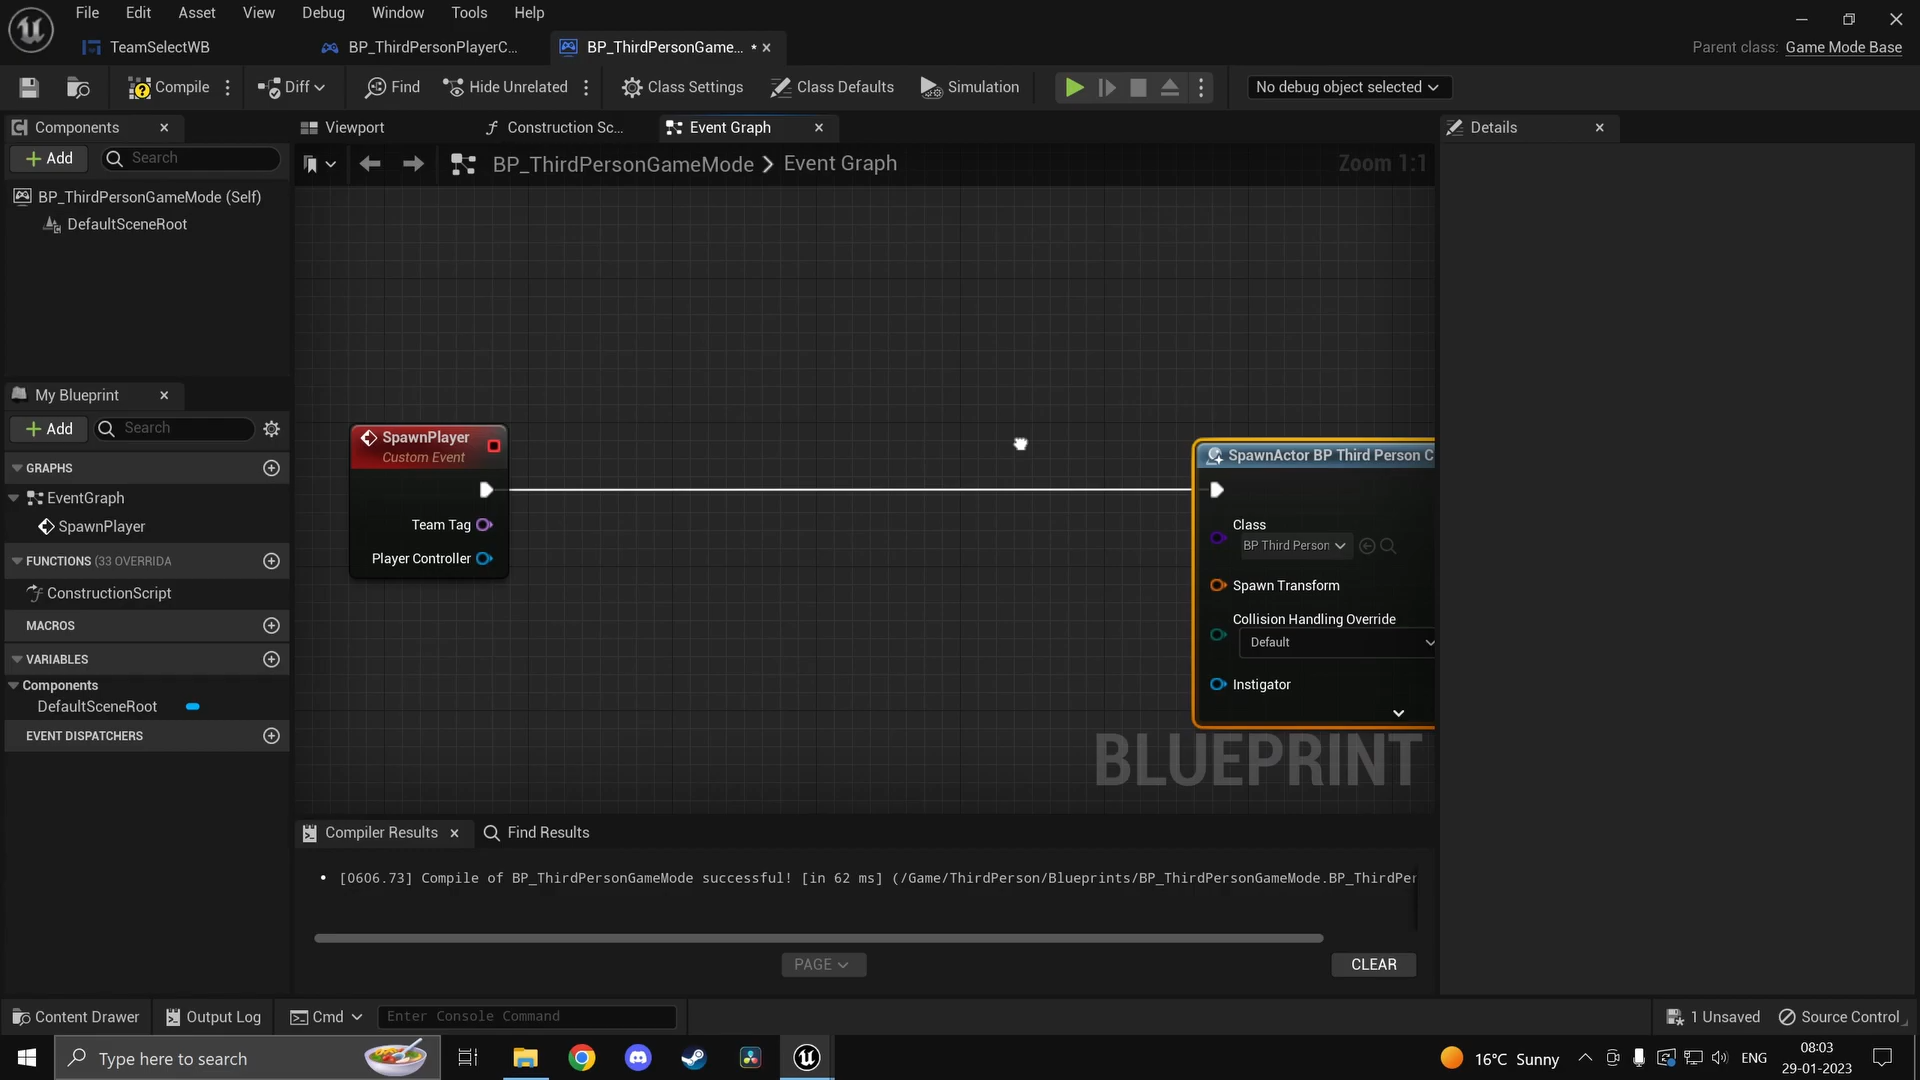 File Edit Asset View Debug Window Tools Help
TeamSelectWB BP_ThirdPersonPlayerC... BP_ThirdPersonGame... Parent class: Game Mode Base
Compile Diff Find Hide Unrelated Class Settings Class Defaults Simulation No debug object selected
Components Viewport Construction Sc... Event Graph Details
Add Search BP_ThirdPersonGameMode > Event Graph Zoom 1:1
BP_ThirdPersonGameMode (Self)
DefaultSceneRoot
My Blueprint
Add Search
GRAPHS
EventGraph
SpawnPlayer
FUNCTIONS (33 OVERRIDA
ConstructionScript
MACROS
VARIABLES
Components
DefaultSceneRoot
EVENT DISPATCHERS
SpawnPlayer
Custom Event
Team Tag
Player Controller
SpawnActor BP Third Person C
Class
BP Third Person
Spawn Transform
Collision Handling Override
Default
Instigator
BLUEPRINT
Compiler Results Find Results
[0606.73] Compile of BP_ThirdPersonGameMode successful! [in 62 ms] (/Game/ThirdPerson/Blueprints/BP_ThirdPersonGameMode.BP_ThirdPer
PAGE CLEAR
Content Drawer Output Log Cmd Enter Console Command 1 Unsaved Source Control
Type here to search 16°C Sunny ENG 08:03
29-01-2023